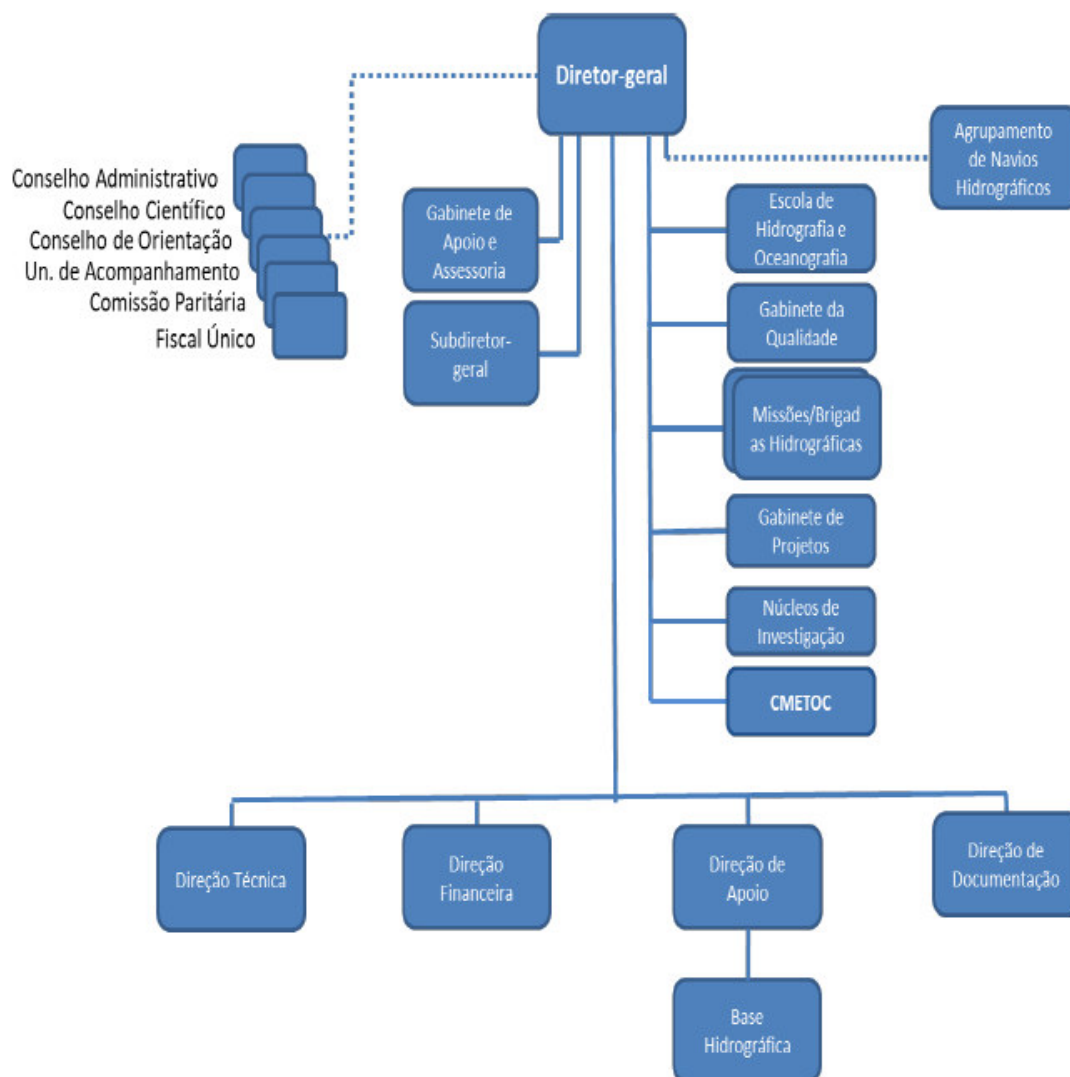 Diretor-geral
Agrupamento
de Navios
Hidrográficos
Conselho Administrativo
Conselho Científico
Conselho de Orientação
Un. de Acompanhamento
Comissão Paritária
Fiscal Único
Gabinete de
Apoio e
Assessoria
Subdiretor-
geral
Escola de
Hidrografia e
Oceanografia
Gabinete da
Qualidade
Missões/Brigad
as Hidrográficas
Gabinete de
Projetos
Núcleos de
Investigação
CMETOC
Direção Técnica
Direção
Financeira
Direção de
Apoio
Direção de
Documentação
Base
Hidrográfica